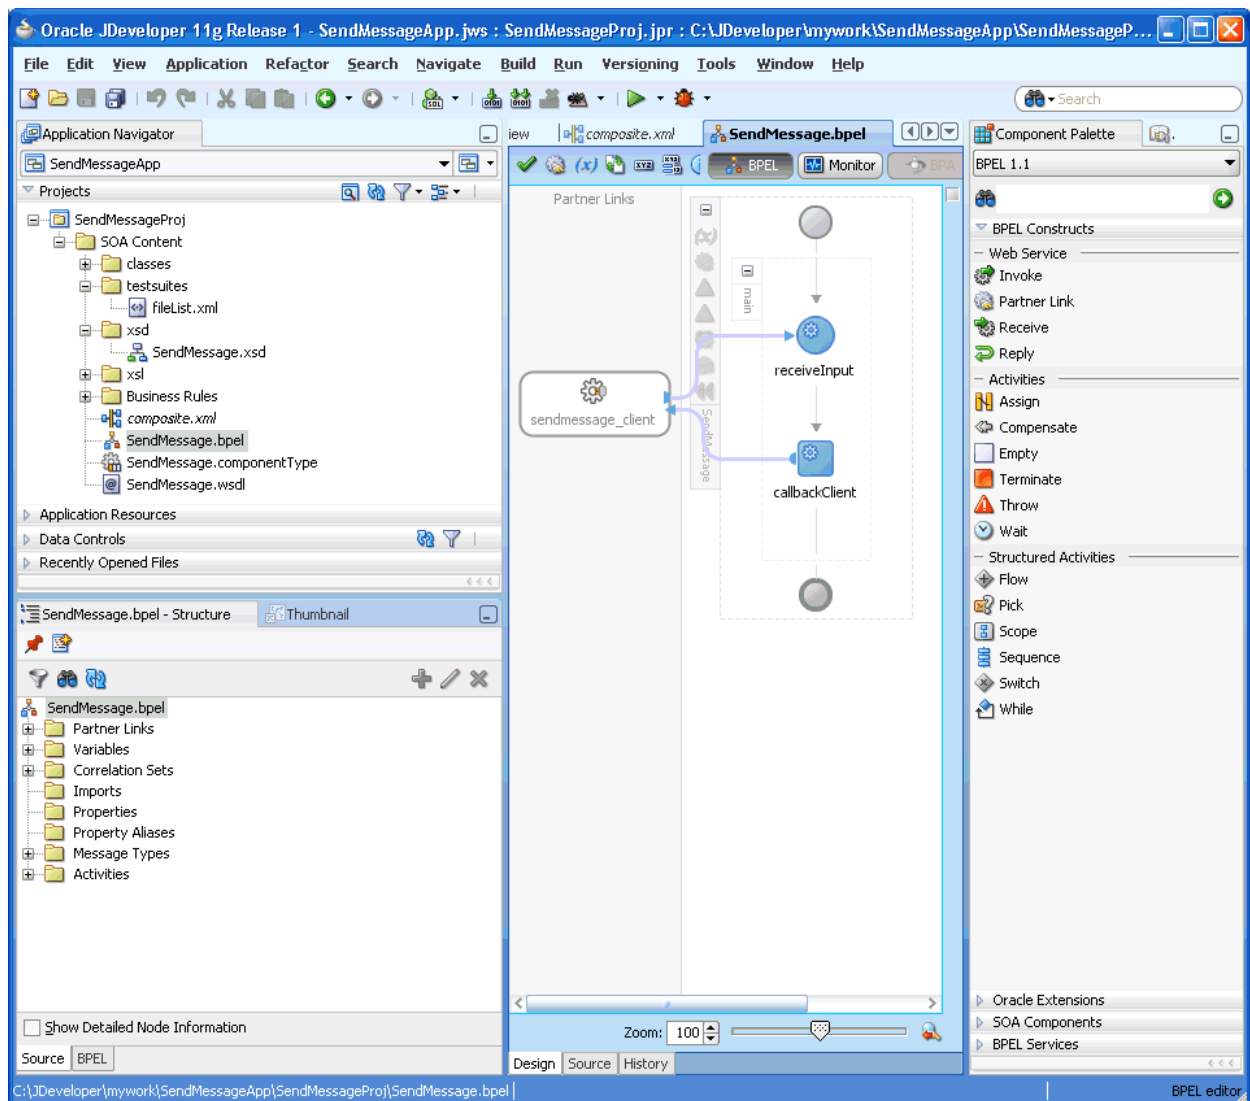 Oracle JDeveloper 11g Release 1 - SendMessageApp.jws : SendMessageProj.jpr : C:\JDeveloper\mywork\SendMessageApp\SendMessageP...
File Edit View Application Refactor Search Navigate Build Run Versioning Tools Window Help
Search
Application Navigator
SendMessageApp
Projects
SendMessageProj
SOA Content
classes
testsuites
fileList.xml
xsd
SendMessage.xsd
xsl
Business Rules
composite.xml
SendMessage.bpel
SendMessage.componentType
SendMessage.wsdl
Application Resources
Data Controls
Recently Opened Files
SendMessage.bpel - Structure Thumbnail
SendMessage.bpel
Partner Links
Variables
Correlation Sets
Imports
Properties
Property Aliases
Message Types
Activities
Show Detailed Node Information
Source BPEL
iew composite.xml SendMessage.bpel
(x) XYZ BPEL Monitor BPA
Partner Links
(x)
main
receiveInput
sendmessage_client
SendMessage
callbackClient
Zoom: 100
Design Source History
Component Palette
BPEL 1.1
BPEL Constructs
Web Service
Invoke
Partner Link
Receive
Reply
Activities
Assign
Compensate
Empty
Terminate
Throw
Wait
Structured Activities
Flow
Pick
Scope
Sequence
Switch
While
Oracle Extensions
SOA Components
BPEL Services
C:\JDeveloper\mywork\SendMessageApp\SendMessageProj\SendMessage.bpel
BPEL editor